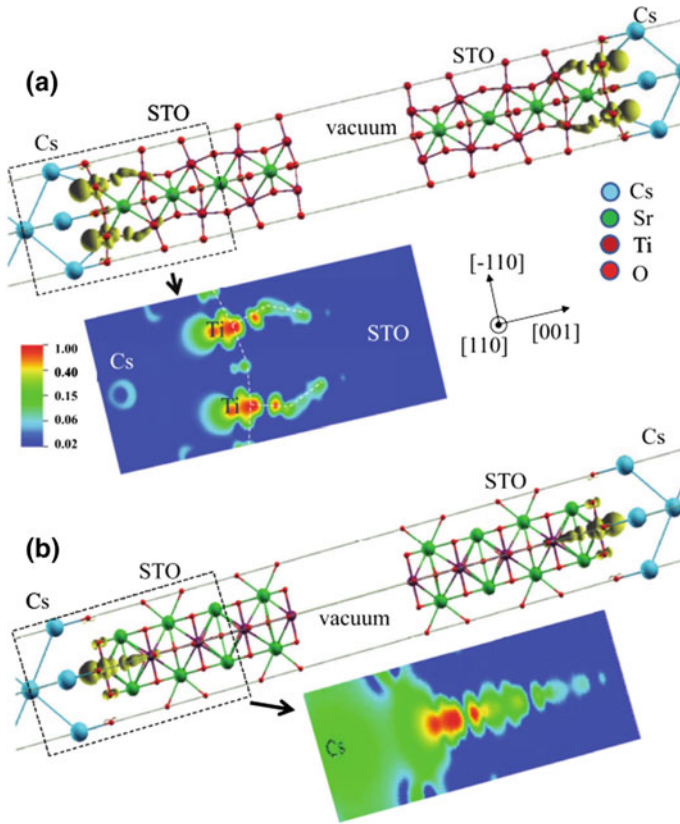 Cs
STO
(a)
STO
Cs
vacuum
Cs
Sr
Ti
O
[-110]
[110]
[001]
Ti
Cs
STO
Ti
1.00
0.40
0.15
0.06
0.02
Cs
STO
(b)
STO
Cs
vacuum
Cs